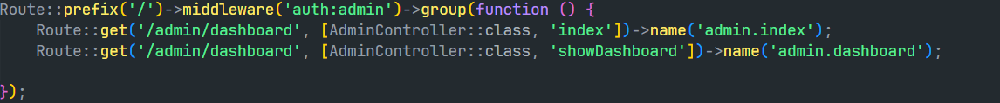 Route::prefix('/')->middleware('auth:admin')->group(function () {
    Route::get('/admin/dashboard', [AdminController::class, 'index'])->name('admin.index');
    Route::get('/admin/dashboard', [AdminController::class, 'showDashboard'])->name('admin.dashboard');
});